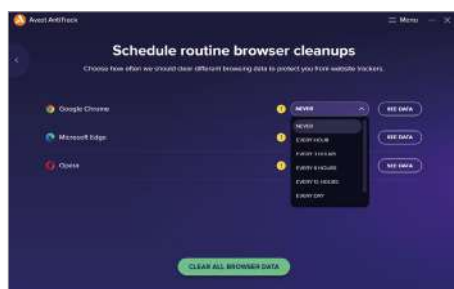 Avast AntiTrack
Menu
Schedule routine browser cleanups
Choose how often we should clear different browsing data to protect you from website trackers.
Google Chrome
NEVER
SEE DATA
NEVER
EVERY HOUR
EVERY 3 HOURS
EVERY 6 HOURS
EVERY 12 HOURS
EVERY DAY
Microsoft Edge
SEE DATA
Opera
SEE DATA
CLEAR ALL BROWSER DATA